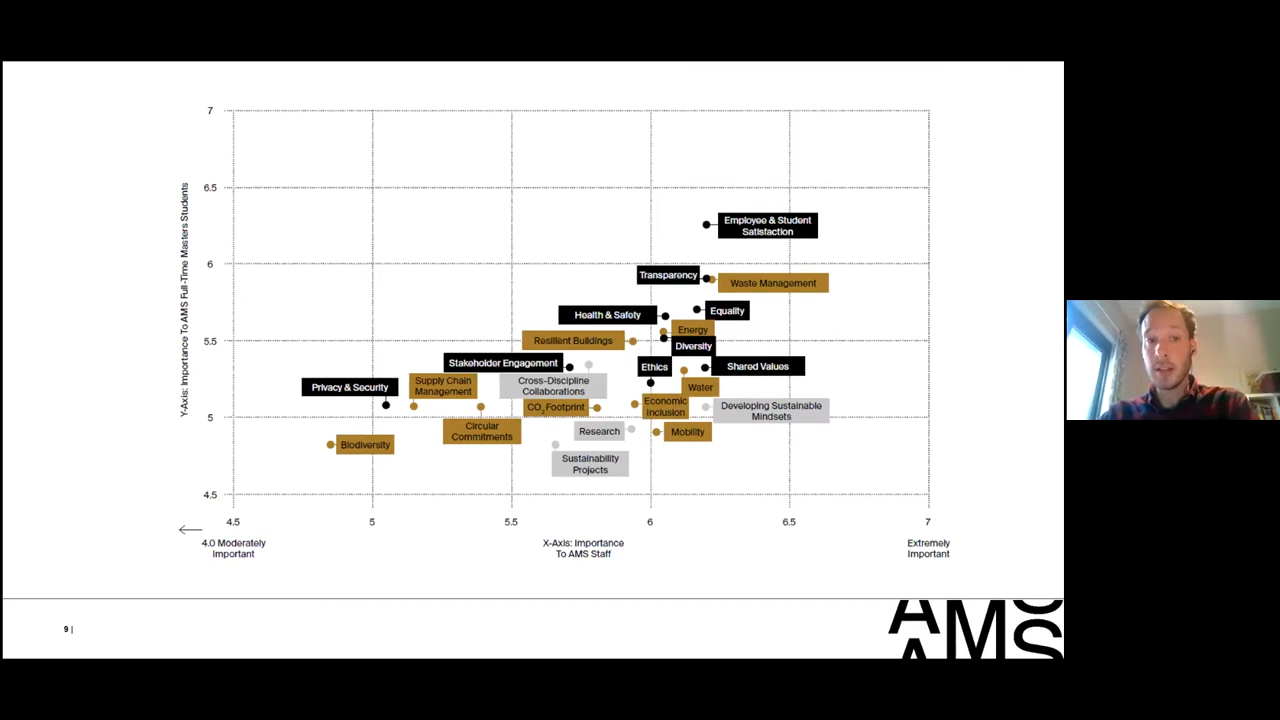 7
6.5
6
5.5
5
4.5
Y-Axis: Importance To AMS Full-Time Masters Students
Employee & Student
Satisfaction
Transparency
Waste Management
Health & Safety
Equality
Energy
Resilient Buildings
Diversity
Stakeholder Engagement
Ethics
Shared Values
Privacy & Security
Supply Chain
Management
Cross-Discipline
Collaborations
Water
CO2 Footprint
Economic
Inclusion
Developing Sustainable
Mindsets
Circular
Commitments
Research
Mobility
Biodiversity
Sustainability
Projects
4.5 5 5.5 6 6.5 7
4.0 Moderately
Important
X-Axis: Importance
To AMS Staff
Extremely
Important
9 |
AMS